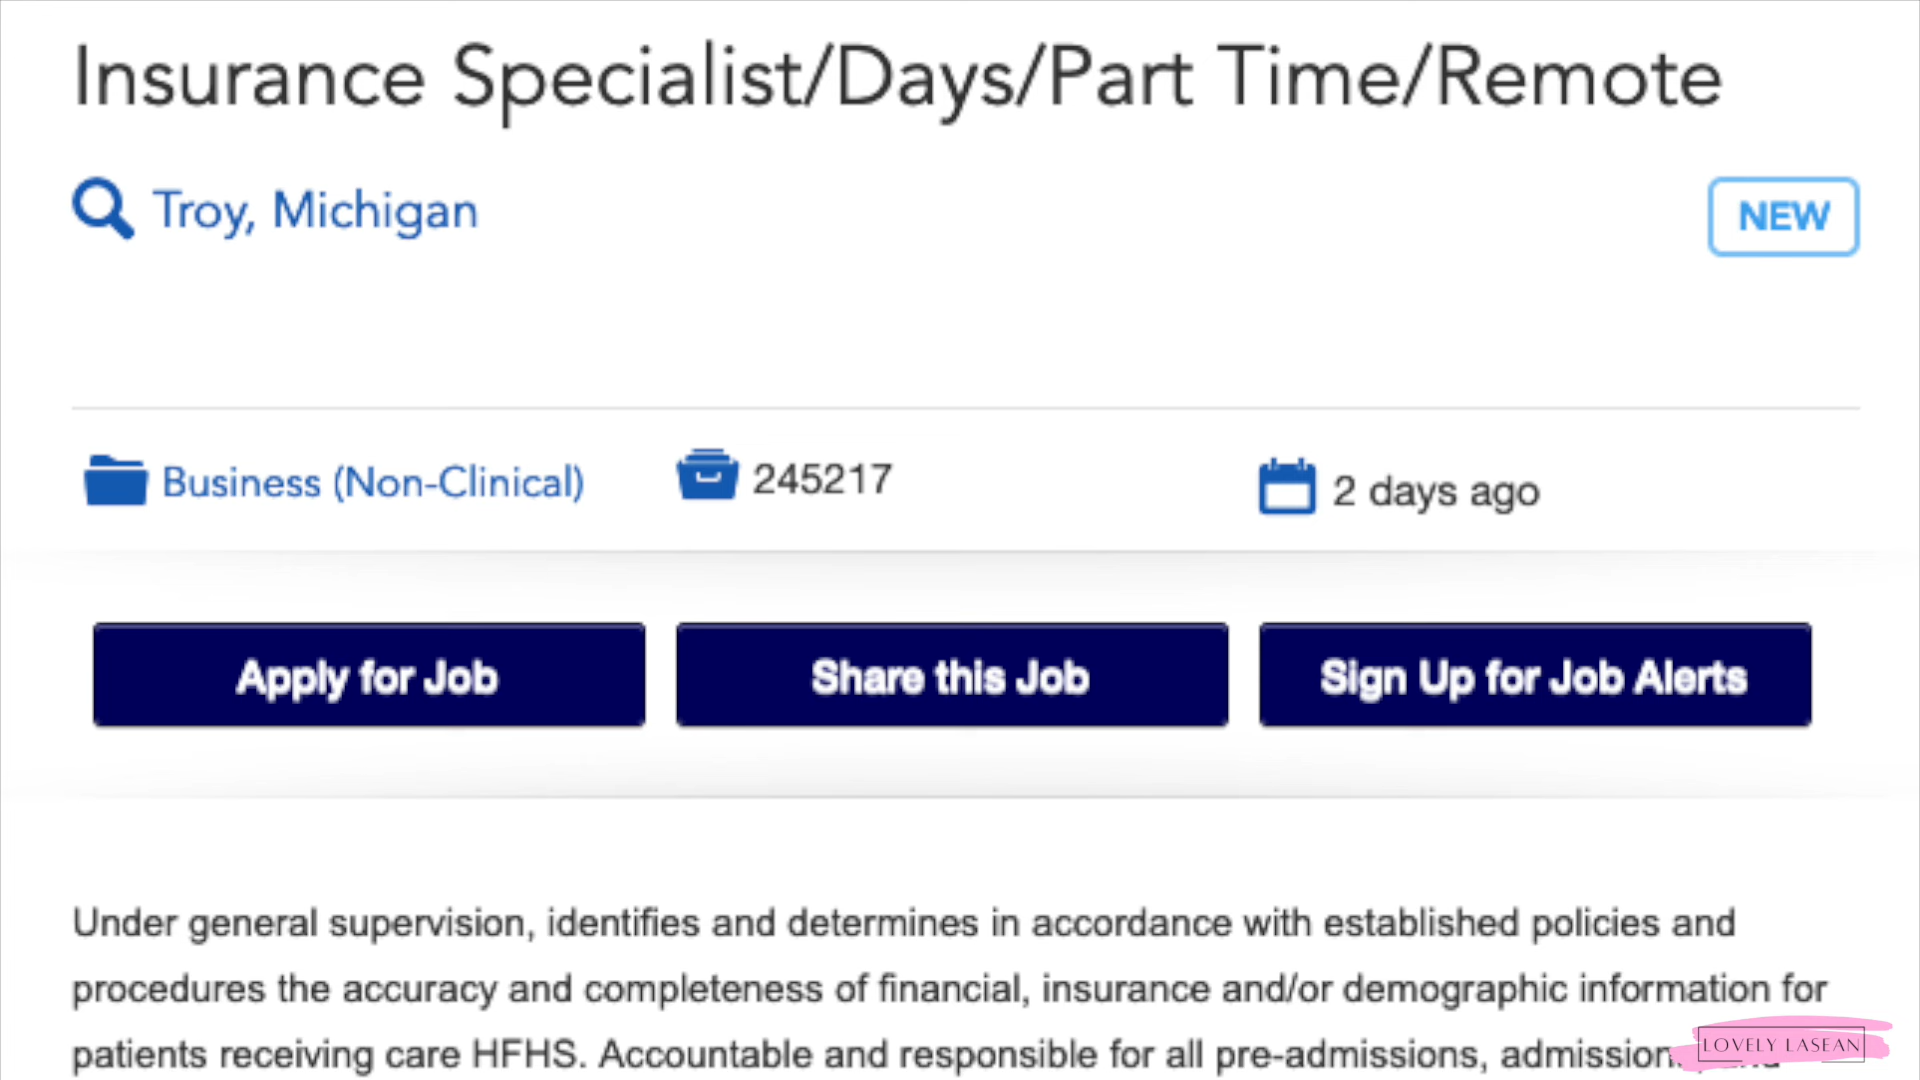 Insurance Specialist/Days/Part Time/Remote
Troy, Michigan
NEW
Business (Non-Clinical)
245217
2 days ago
Apply for Job
Share this Job
Sign Up for Job Alerts
Under general supervision, identifies and determines in accordance with established policies and
procedures the accuracy and completeness of financial, insurance and/or demographic information for
patients receiving care HFHS. Accountable and responsible for all pre-admissions,
LOVELY LASEAN